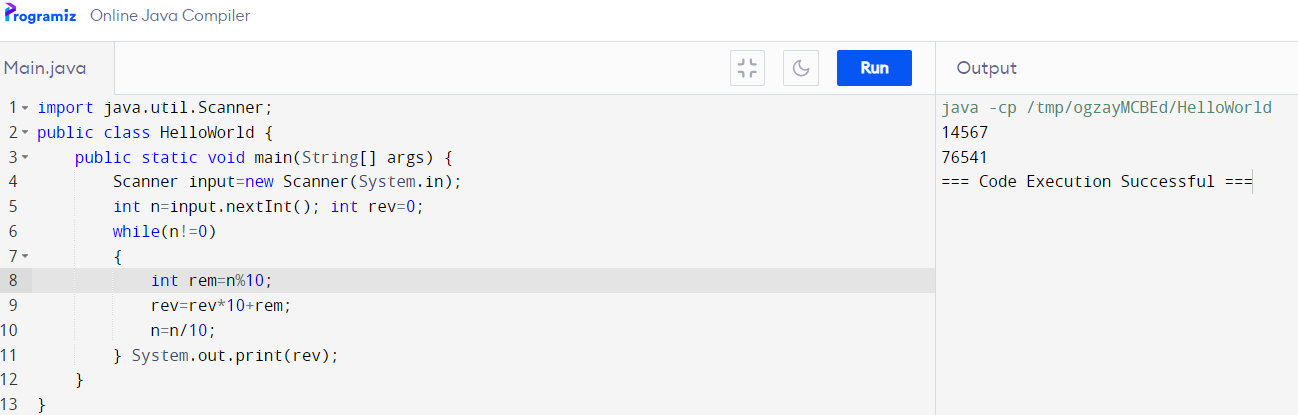 Programiz Online Java Compiler
Main.java
Run
Output
1 import java.util.Scanner;
2 public class HelloWorld {
3 public static void main(String[] args) {
4 Scanner input=new Scanner(System.in);
5 int n=input.nextInt(); int rev=0;
6 while(n!=0)
7 {
8 int rem=n%10;
9 rev=rev*10+rem;
10 n=n/10;
11 } System.out.print(rev);
12 }
13 }
java -cp /tmp/ogzayMCBEd/HelloWorld
14567
76541
=== Code Execution Successful ===